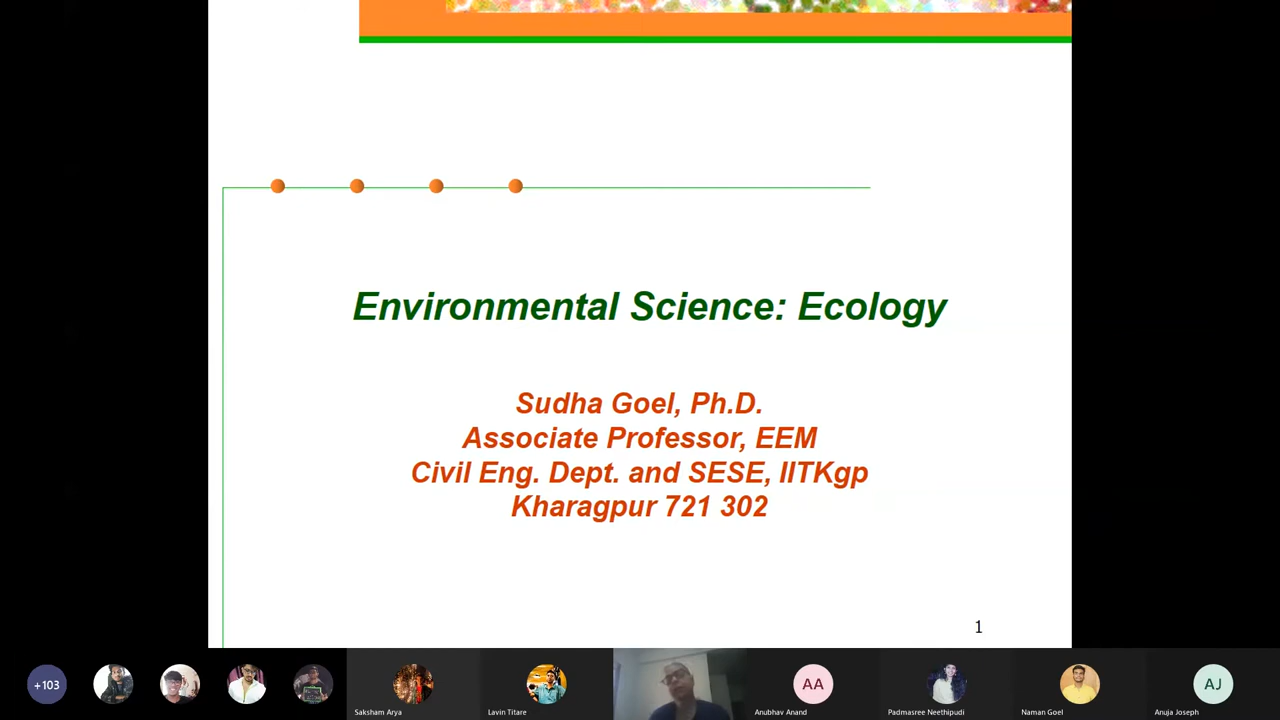 Environmental Science: Ecology
Sudha Goel, Ph.D.
Associate Professor, EEM
Civil Eng. Dept. and SESE, IITKgp
Kharagpur 721 302
1
+103
Saksham Arya
Lavin Titare
AA
Anubhav Anand
Padmasree Neethipudi
Naman Goel
AJ
Anuja Joseph